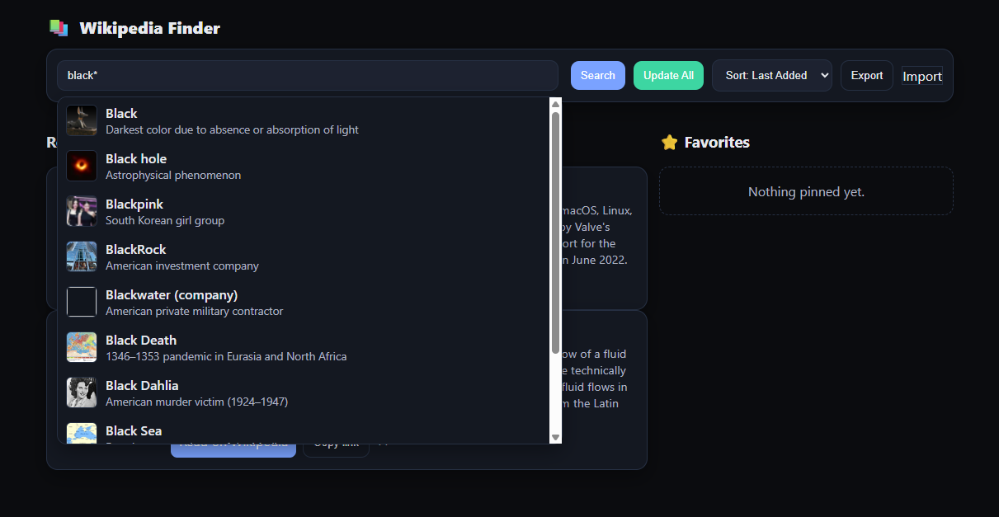 Wikipedia Finder
black*
Search
Update All
Sort: Last Added
Export
Import
Black
Darkest color due to absence or absorption of light
Black hole
Astrophysical phenomenon
Blackpink
South Korean girl group
BlackRock
American investment company
Blackwater (company)
American private military contractor
Black Death
1346–1353 pandemic in Eurasia and North Africa
Black Dahlia
American murder victim (1924–1947)
Black Sea
macOS, Linux,
by Valve's
ort for the
n June 2022.
ow of a fluid
e technically
fluid flows in
m the Latin
Read on Wikipedia
Copy link
Favorites
Nothing pinned yet.